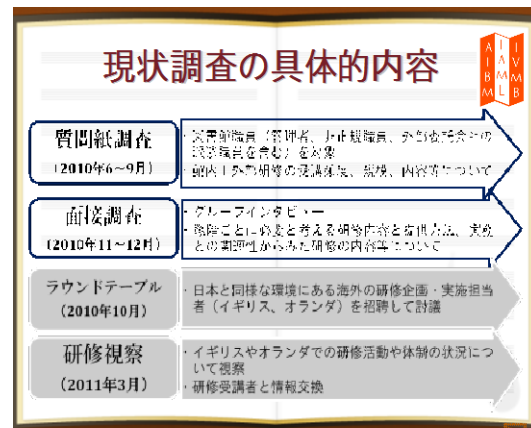 現状調査の具体的内容
AIBM
IAML
IVMB
質問紙調査
(2010年6~9月)
を対象
・館内と外部研修の受講頻度、規模、内容等について
面接調査
(2010年11~12月)
・グループインタビュー
・職階ごとに必要と考える研修内容と提供方法、実務
との関連性からみた研修の内容等について
ラウンドテーブル
(2010年10月)
・日本と同様な環境にある海外の研修企画・実施担当
者(イギリス、オランダ)を招聘して討議
研修視察
(2011年3月)
・イギリスやオランダでの研修活動や体制の状況につ
いて視察
・研修受講者と情報交換